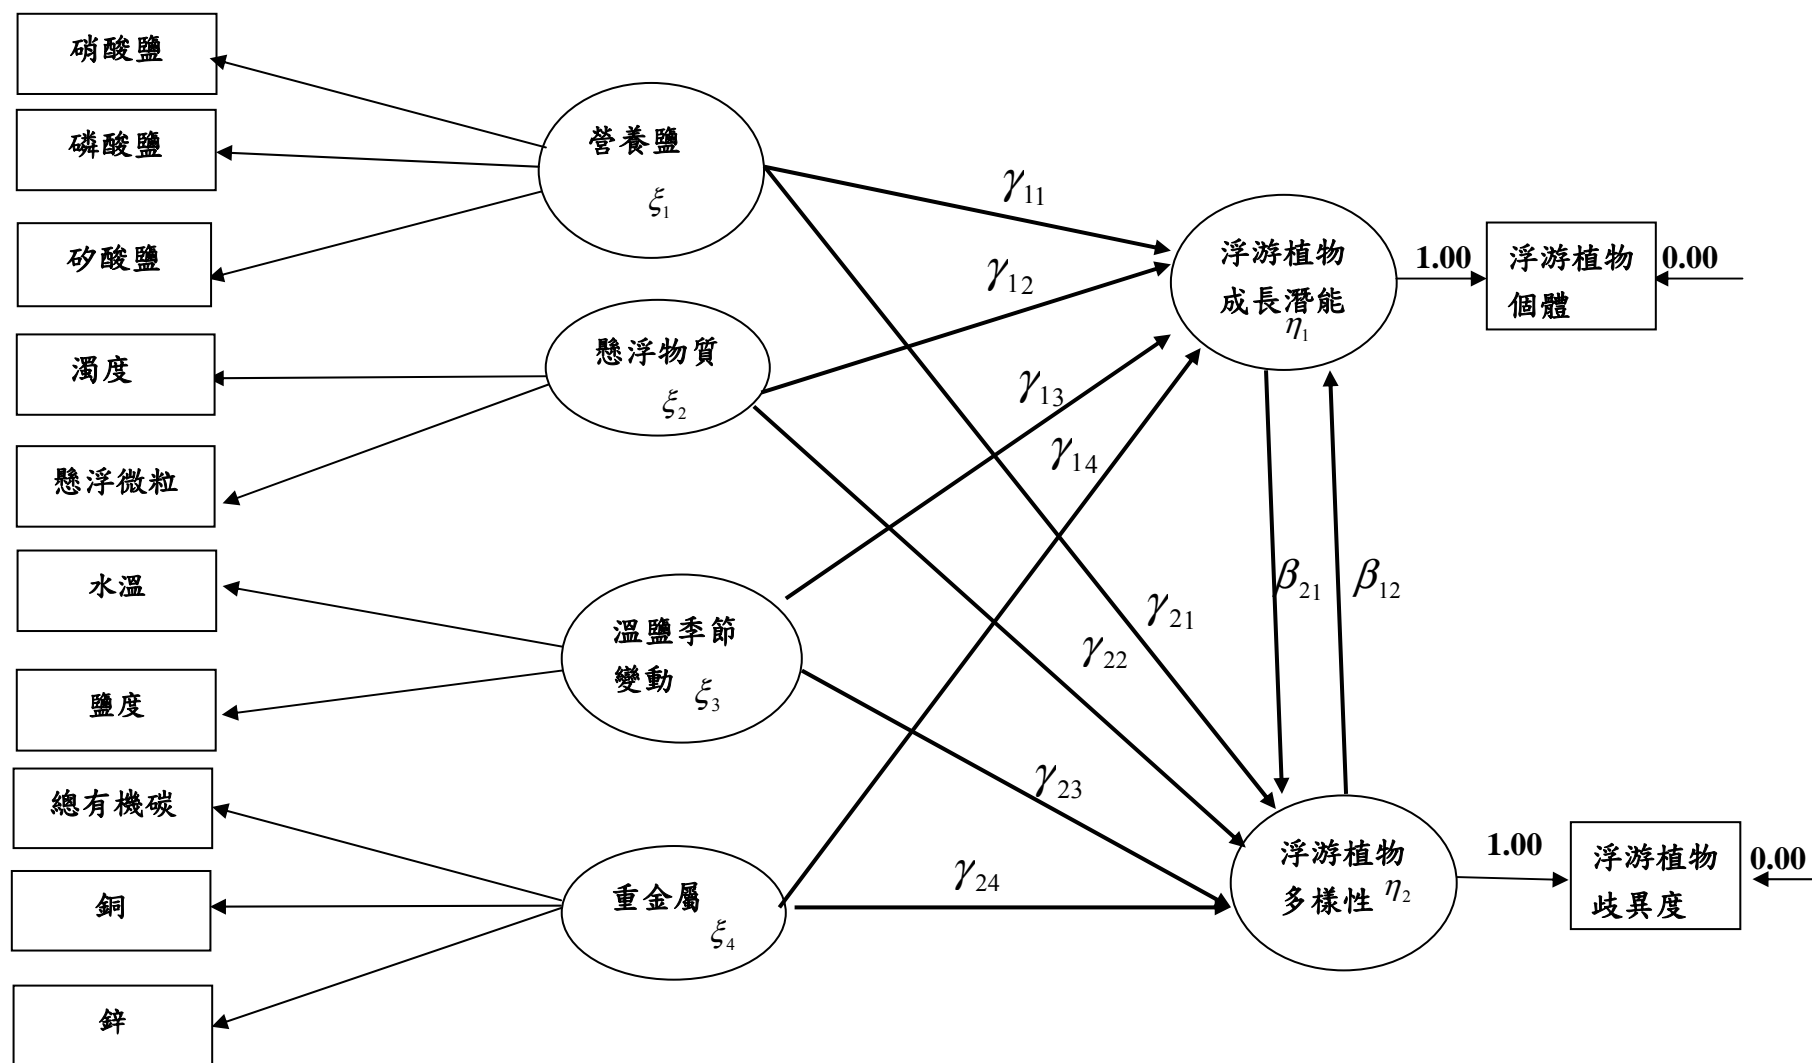 硝酸鹽
磷酸鹽
矽酸鹽
濁度
懸浮微粒
水溫
鹽度
總有機碳
銅
鋅
營養鹽
ξ₁
懸浮物質
ξ₂
溫鹽季節
變動 ξ₃
重金屬
ξ₄
γ₁₁
γ₁₂
γ₁₃
γ₁₄
γ₂₁
γ₂₂
γ₂₃
γ₂₄
β₂₁
β₁₂
浮游植物
成長潛能
η₁
1.00
浮游植物
個體
0.00
浮游植物
多樣性 η₂
1.00
浮游植物
歧異度
0.00